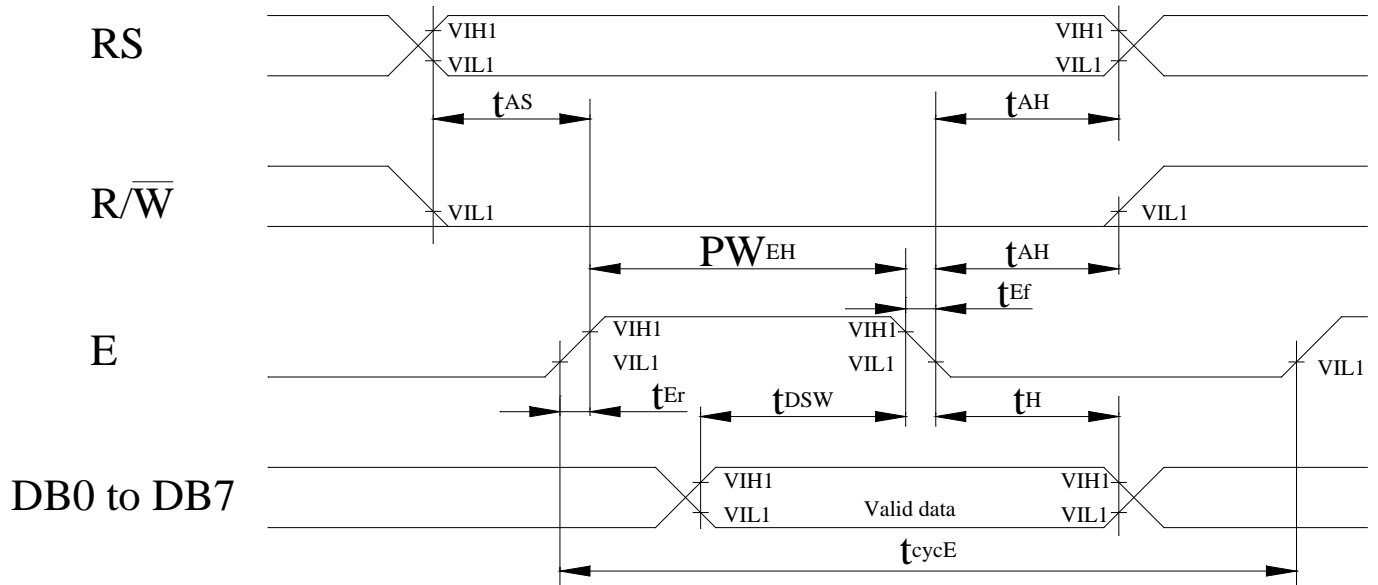 RS
VIH1
VIH1
VIL1
VIL1
tAS
tAH
R/W̅
VIL1
VIL1
PWEH
tAH
tEf
E
VIH1
VIH1
VIL1
VIL1
VIL1
tEr
tDSW
tH
DB0 to DB7
VIH1
VIH1
VIL1
Valid data
VIL1
tcycE